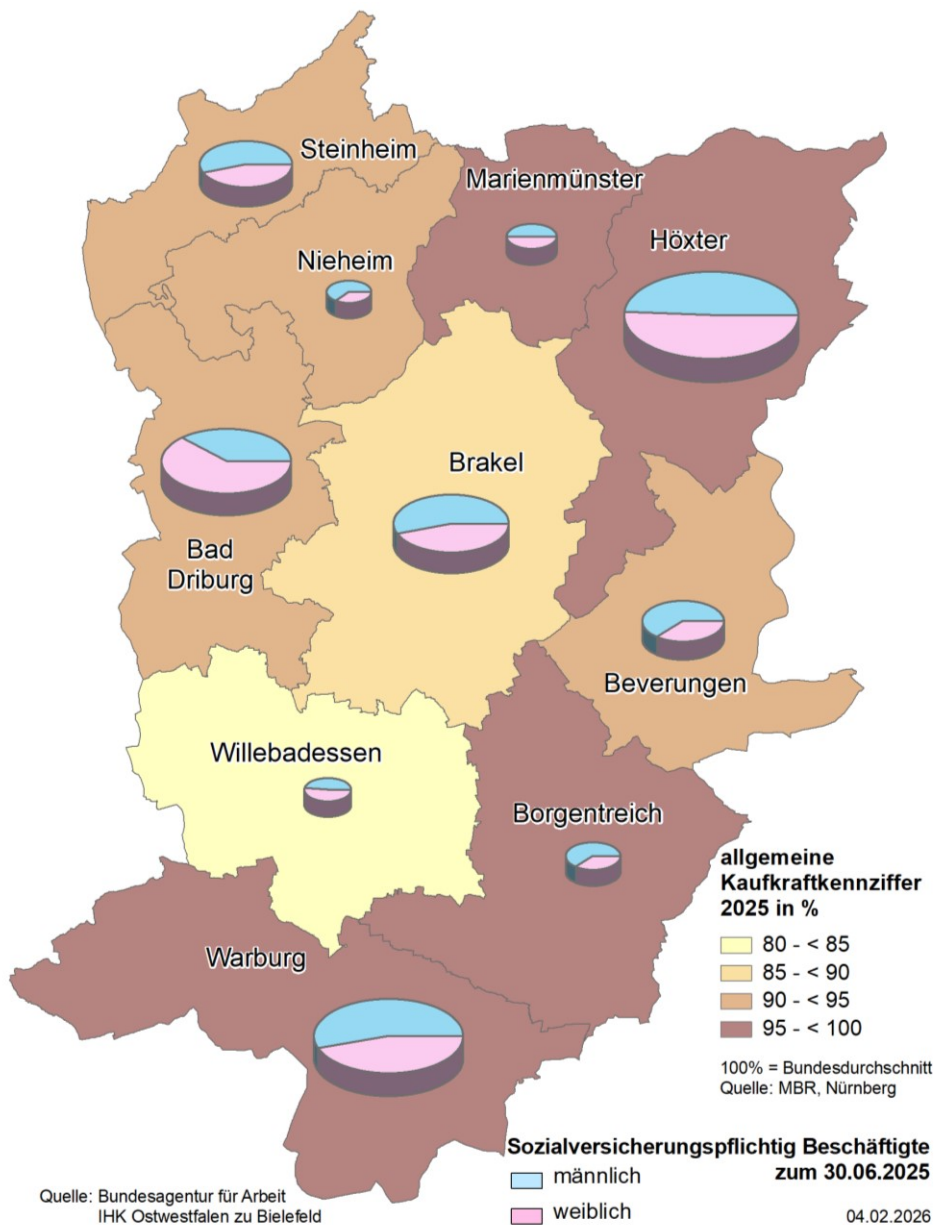 Steinheim
Marienmünster
Höxter
Nieheim
Brakel
Bad
Driburg
Beverungen
Willebadessen
Borgentreich
Warburg
allgemeine
Kaufkraftkennziffer
2025 in %
80 - < 85
85 - < 90
90 - < 95
95 - < 100
100% = Bundesdurchschnitt
Quelle: MBR, Nürnberg
Sozialversicherungspflichtig Beschäftigte
zum 30.06.2025
männlich
weiblich
Quelle: Bundesagentur für Arbeit
IHK Ostwestfalen zu Bielefeld
04.02.2026